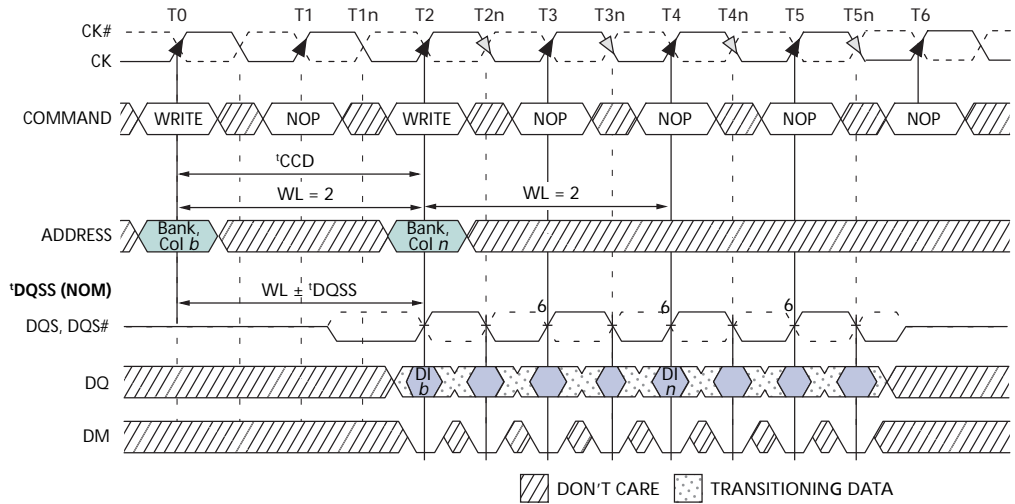 T0 T1 T1n T2 T2n T3 T3n T4 T4n T5 T5n T6
CK#
CK
COMMAND WRITE NOP WRITE NOP NOP NOP NOP
tCCD
WL = 2 WL = 2
ADDRESS Bank, Col b Bank, Col n
tDQSS (NOM) WL ± tDQSS
DQS, DQS# 6 6 6
DQ DI b DI n
DM
DON'T CARE TRANSITIONING DATA